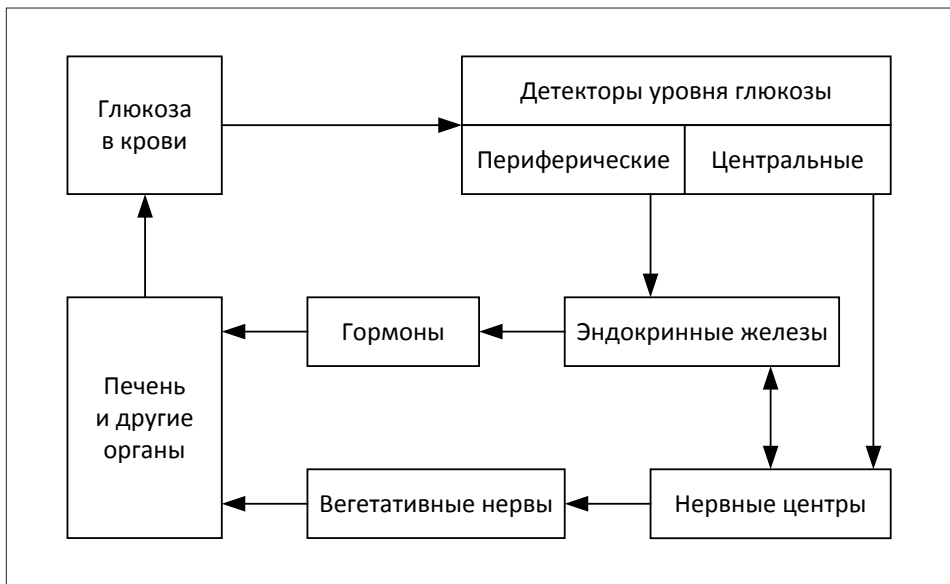 Глюкоза
в крови
Детекторы уровня глюкозы
Периферические
Центральные
Печень
и другие
органы
Гормоны
Эндокринные железы
Вегетативные нервы
Нервные центры